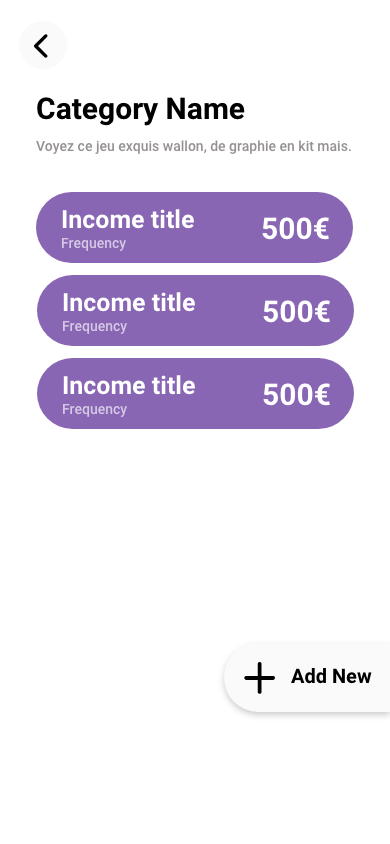 Category Name
Voyez ce jeu exquis wallon, de graphie en kit mais.
Income title
Frequency
500€
Income title
Frequency
500€
Income title
Frequency
500€
Add New